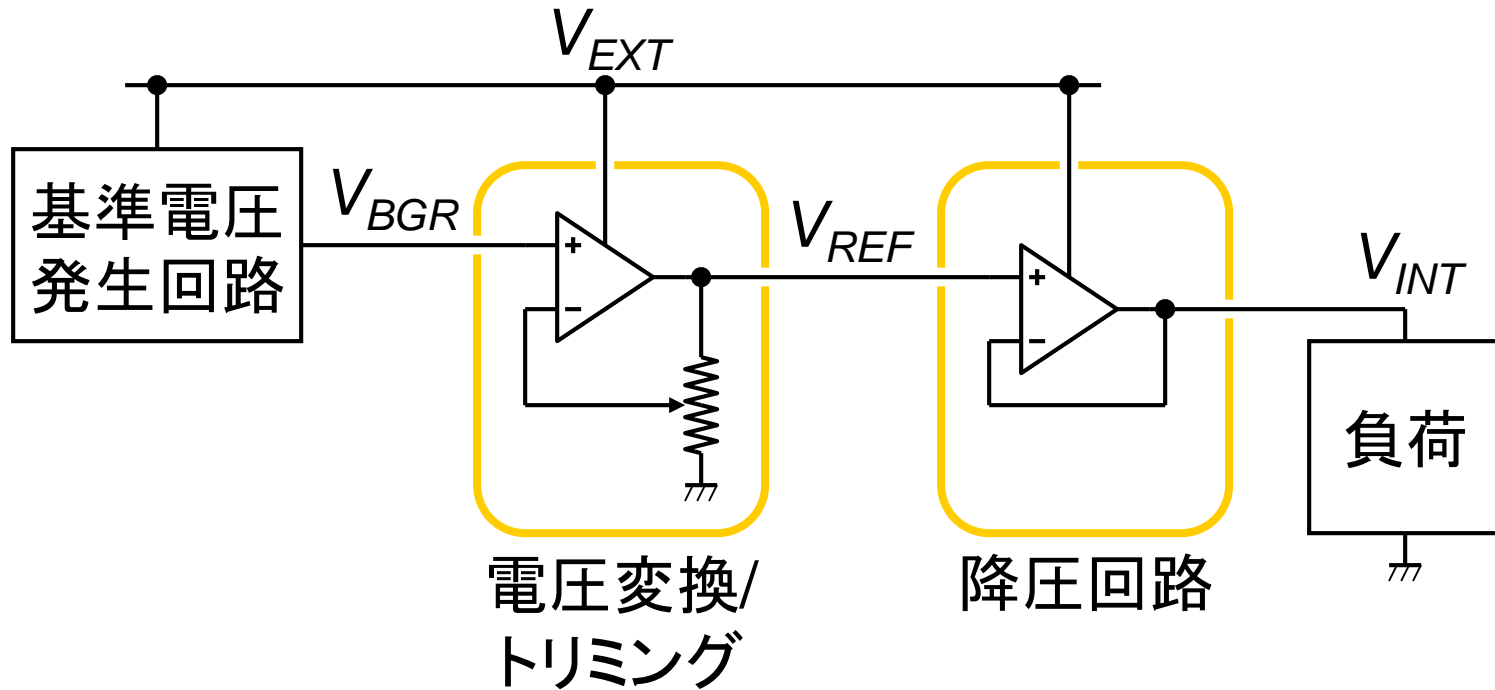 V_EXT
基準電圧
発生回路
V_BGR
+
−
V_REF
+
−
V_INT
負荷
電圧変換/
トリミング
降圧回路